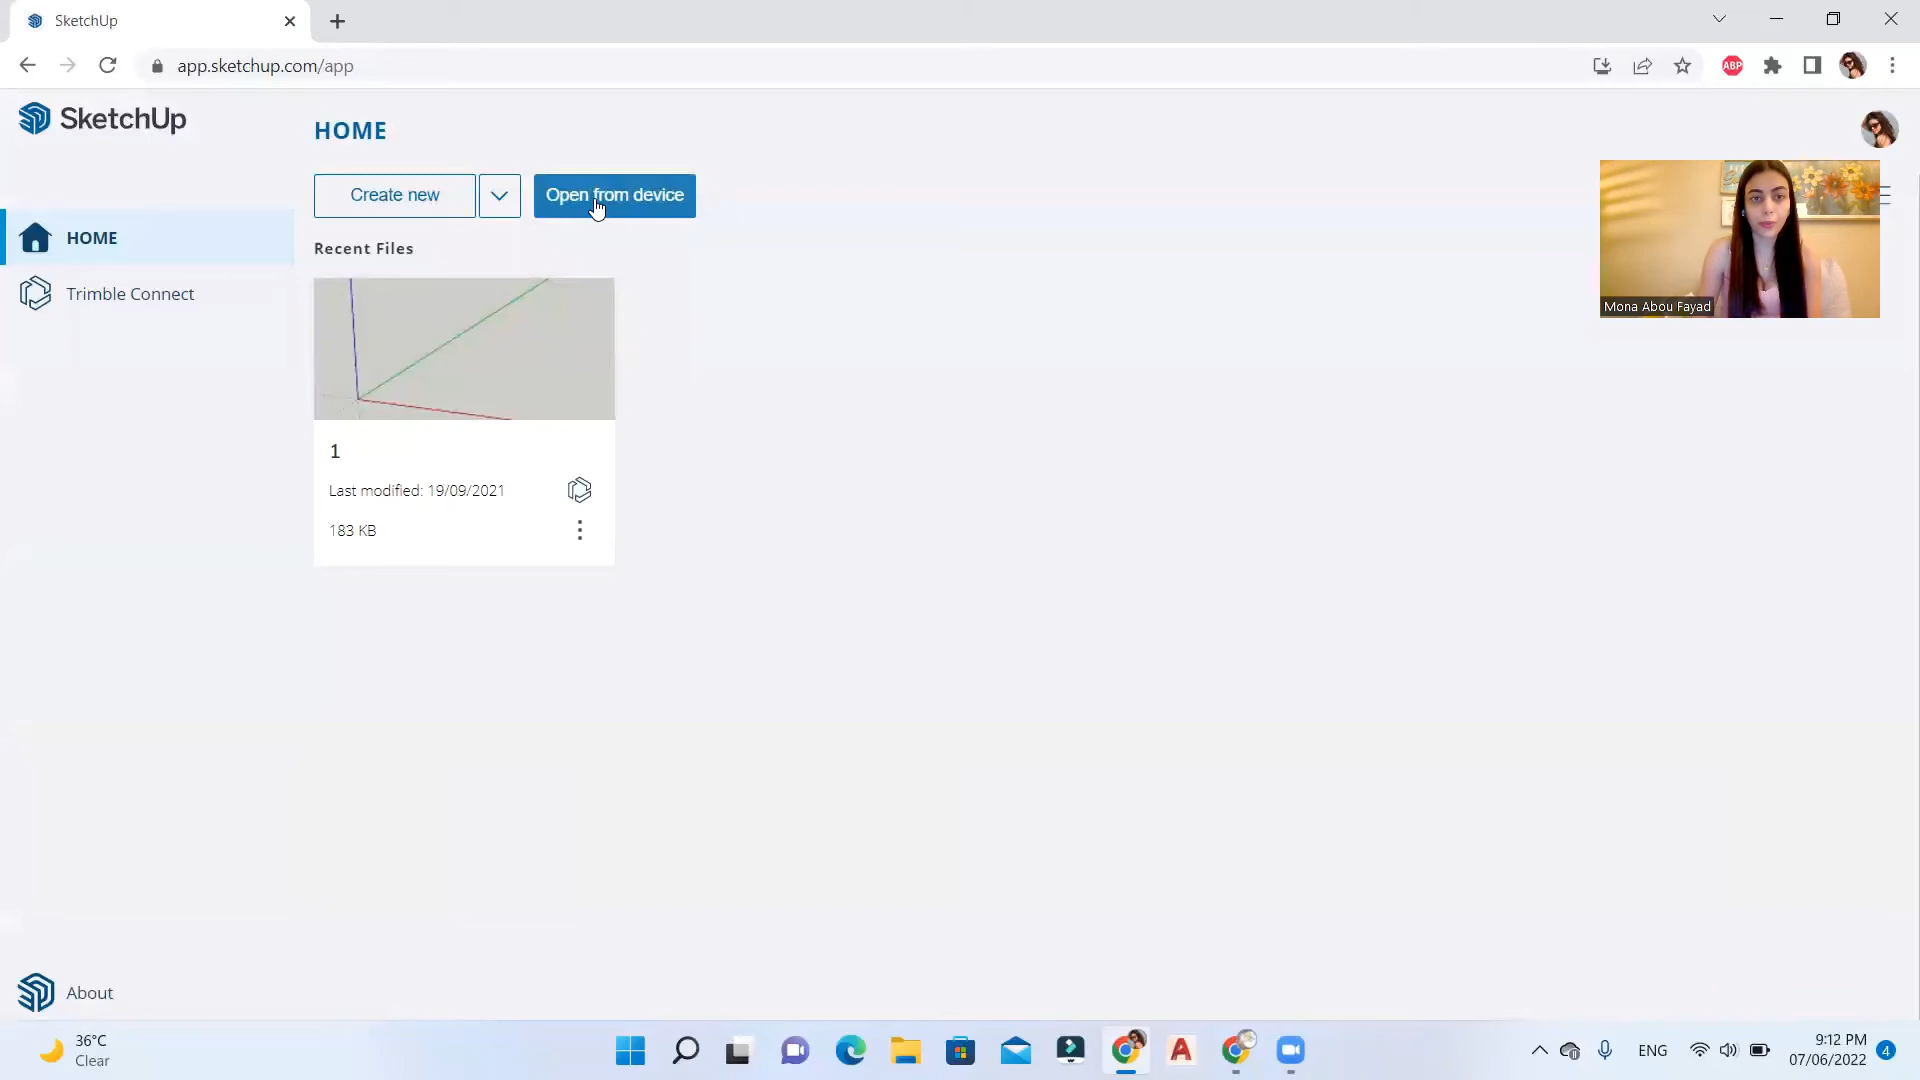 SketchUp
app.sketchup.com/app
ABP
SketchUp
HOME
Create new
Open from device
HOME
Trimble Connect
Recent Files
1
Last modified: 19/09/2021
183 KB
Mona Abou Fayad
About
36°C
Clear
ENG
9:12 PM
07/06/2022
4